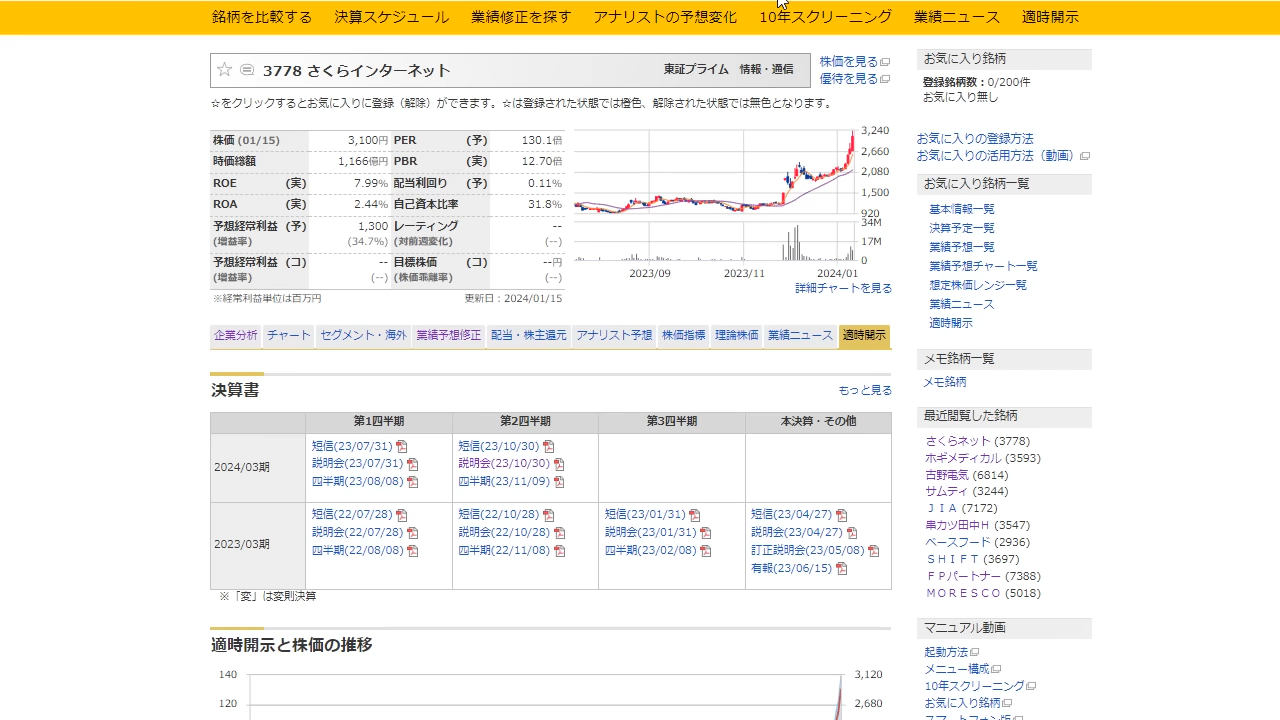 銘柄を比較する 決算スケジュール 業績修正を探す アナリストの予想変化 10年スクリーニング 業績ニュース 適時開示
3778 さくらインターネット 東証プライム 情報・通信
株価を見る
優待を見る
☆をクリックするとお気に入りに登録（解除）ができます。☆は登録された状態では橙色、解除された状態では無色となります。
株価 (01/15) 3,100円 PER (予) 130.1倍
時価総額 1,166億円 PBR (実) 12.70倍
ROE (実) 7.99% 配当利回り (予) 0.11%
ROA (実) 2.44% 自己資本比率 31.8%
予想経常利益 (予) 1,300 レーティング --
(増益率) (34.7%) (対前週変化) (--)
予想経常利益 (コ) -- 目標株価 (コ) --円
(増益率) (--) (株価乖離率) (--)
※経常利益単位は百万円 更新日：2024/01/15
3,240
2,660
2,080
1,500
920
34M
17M
0
2023/09 2023/11 2024/01
詳細チャートを見る
企業分析 チャート セグメント・海外 業績予想修正 配当・株主還元 アナリスト予想 株価指標 理論株価 業績ニュース 適時開示
決算書 もっと見る
第1四半期 第2四半期 第3四半期 本決算・その他
2024/03期
短信(23/07/31) 短信(23/10/30)
説明会(23/07/31) 説明会(23/10/30)
四半期(23/08/08) 四半期(23/11/09)
2023/03期
短信(22/07/28) 短信(22/10/28) 短信(23/01/31) 短信(23/04/27)
説明会(22/07/28) 説明会(22/10/28) 説明会(23/01/31) 説明会(23/04/27)
四半期(22/08/08) 四半期(22/11/08) 四半期(23/02/08) 訂正説明会(23/05/08)
有報(23/06/15)
※「変」は変則決算
適時開示と株価の推移
140 3,120
120 2,680
お気に入り銘柄
登録銘柄数：0/200件
お気に入り無し
お気に入りの登録方法
お気に入りの活用方法（動画）
お気に入り銘柄一覧
基本情報一覧
決算予定一覧
業績予想一覧
業績予想チャート一覧
想定株価レンジ一覧
業績ニュース
適時開示
メモ銘柄一覧
メモ銘柄
最近閲覧した銘柄
さくらネット (3778)
ホギメディカル (3593)
古野電気 (6814)
サムティ (3244)
ＪＩＡ (7172)
串カツ田中Ｈ (3547)
ベースフード (2936)
ＳＨＩＦＴ (3697)
ＦＰパートナー (7388)
ＭＯＲＥＳＣＯ (5018)
マニュアル動画
起動方法
メニュー構成
10年スクリーニング
お気に入り銘柄
スマートフォン版